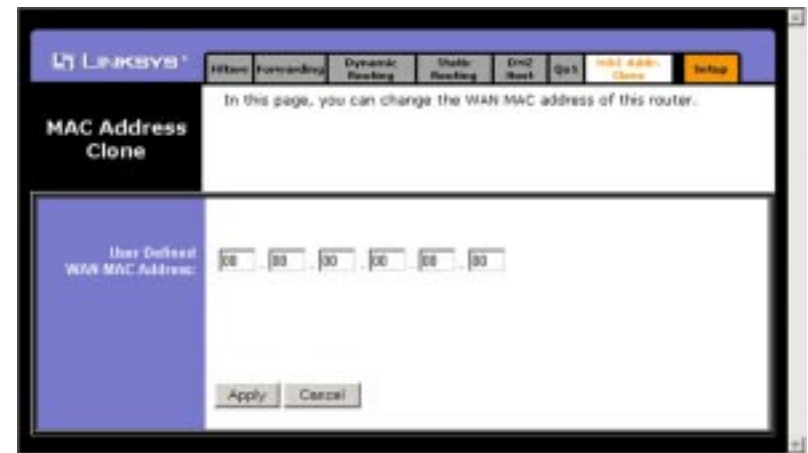 LINKSYS®
Filters Forwarding Dynamic Routing Static Routing DMZ Host QoS MAC Addr. Clone Setup
MAC Address Clone
In this page, you can change the WAN MAC address of this router.
User Defined
WAN MAC Address:
00 . 00 . 00 . 00 . 00 . 00
Apply Cancel